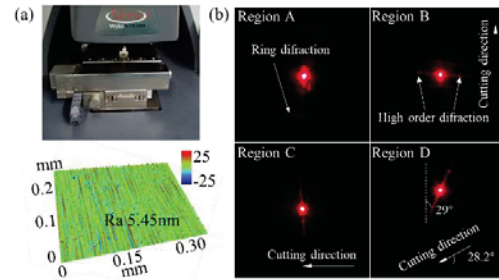 (a)
(b)
Region A
Ring difraction
Region B
Cutting direction
High order difraction
mm
0.2
0.1
0
25
-25
Ra 5.45nm
0
0.15
0.30
mm
Region C
Cutting direction
Region D
29°
Cutting direction
28.2°